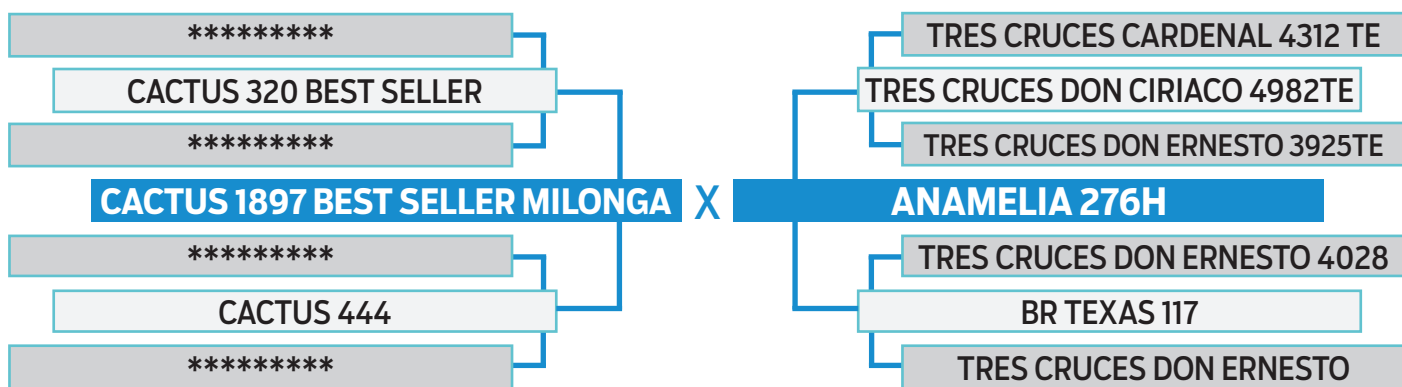 *********
CACTUS 320 BEST SELLER
*********
CACTUS 1897 BEST SELLER MILONGA
*********
CACTUS 444
*********
X
TRES CRUCES CARDENAL 4312 TE
TRES CRUCES DON CIRIACO 4982TE
TRES CRUCES DON ERNESTO 3925TE
ANAMELIA 276H
TRES CRUCES DON ERNESTO 4028
BR TEXAS 117
TRES CRUCES DON ERNESTO